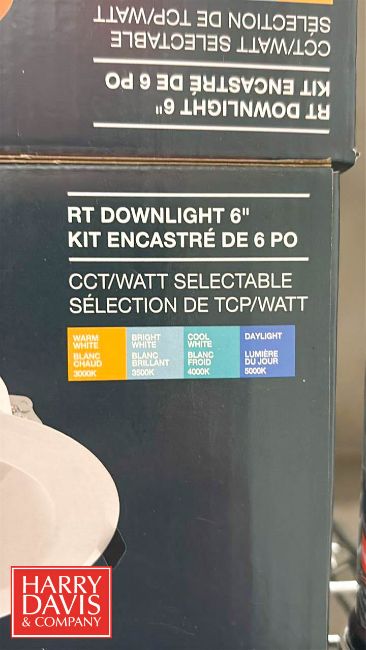 RT DOWNLIGHT 6"
KIT ENCASTRÉ DE 6 PO
CCT/WATT SELECTABLE
SÉLECTION DE TCP/WATT
RT DOWNLIGHT 6"
KIT ENCASTRÉ DE 6 PO
CCT/WATT SELECTABLE
SÉLECTION DE TCP/WATT
WARM
WHITE
BLANC
CHAUD
3000K
BRIGHT
WHITE
BLANC
BRILLANT
3500K
COOL
WHITE
BLANC
FROID
4000K
DAYLIGHT
LUMIÈRE
DU JOUR
5000K
HARRY
DAVIS
& COMPANY